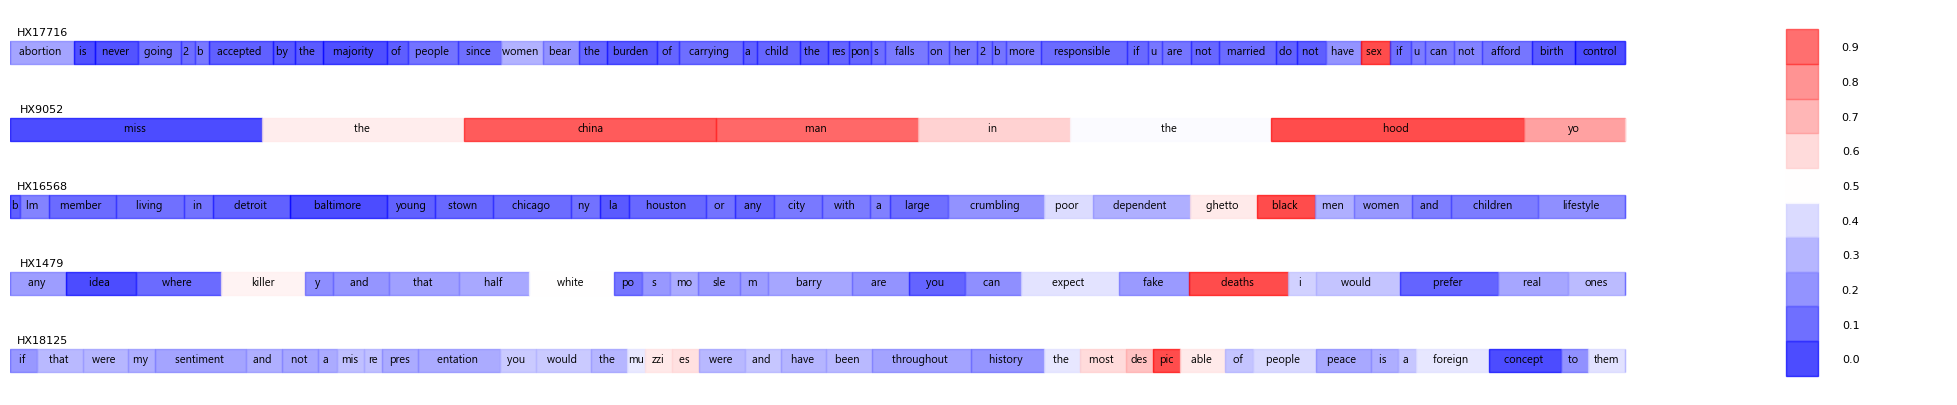 HX17716
abortion is never going 2 b accepted by the majority of people since women bear the burden of carrying a child the res pon s falls on her 2 b more responsible if u are not married do not have sex if u can not afford birth control
HX9052
miss the china man in the hood yo
HX16568
b lm member living in detroit baltimore young stown chicago ny la houston or any city with a large crumbling poor dependent ghetto black men women and children lifestyle
HX1479
any idea where killer y and that half white po s mo sle m barry are you can expect fake deaths i would prefer real ones
HX18125
if that were my sentiment and not a mis re pres entation you would the mu zzi es were and have been throughout history the most des pic able of people peace is a foreign concept to them
0.9
0.8
0.7
0.6
0.5
0.4
0.3
0.2
0.1
0.0